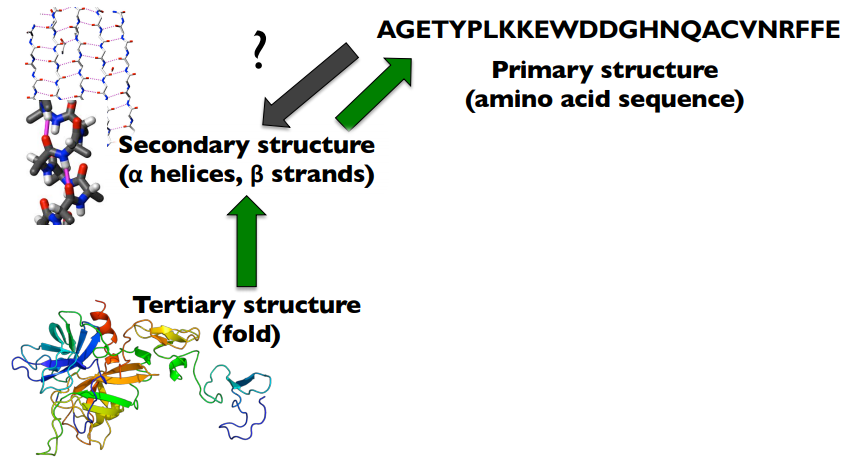 AGETYPLKKEWDDGHNQACVNRFFE
?
Primary structure
(amino acid sequence)
Secondary structure
(α helices, β strands)
Tertiary structure
(fold)